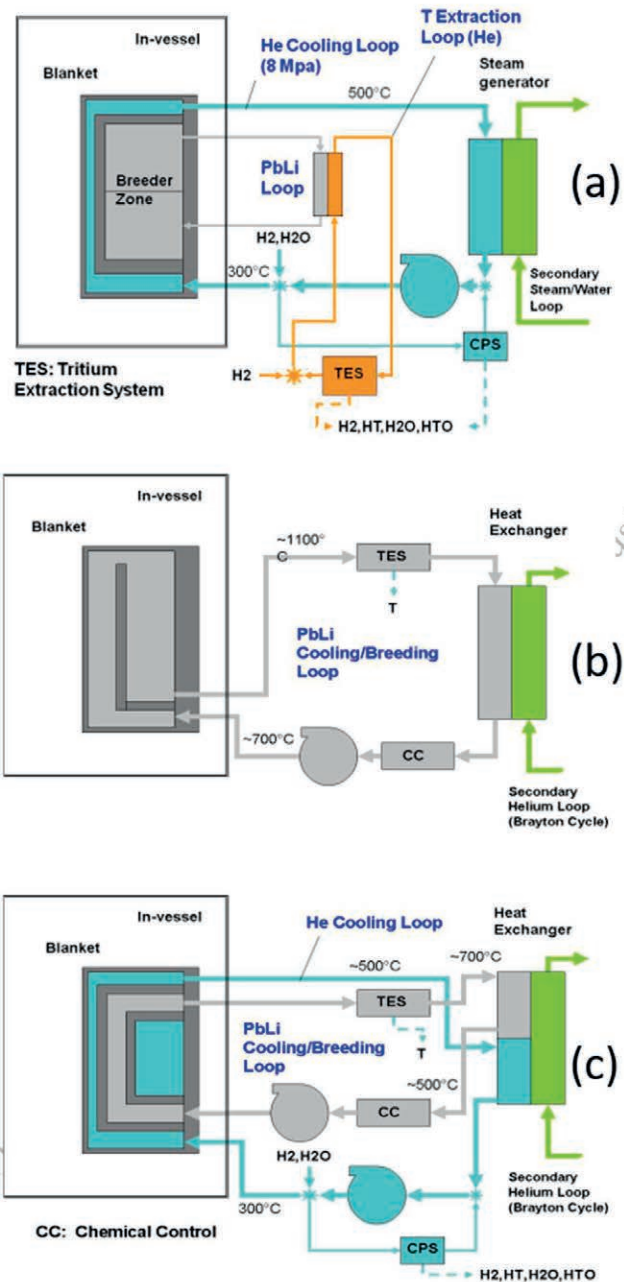 In-vessel
Blanket
He Cooling Loop
(8 Mpa)
T Extraction
Loop (He)
Steam
generator
500°C
PbLi
Loop
Breeder
Zone
(a)
H2,H2O
300°C
Secondary
Steam/Water
Loop
CPS
TES: Tritium
Extraction System
H2
TES
H2,HT,H2O,HTO
In-vessel
Blanket
Heat
Exchanger
~1100°
C
TES
T
PbLi
Cooling/Breeding
Loop
(b)
~700°C
CC
Secondary
Helium Loop
(Brayton Cycle)
In-vessel
Blanket
He Cooling Loop
Heat
Exchanger
~700°C
~500°C
TES
T
PbLi
Cooling/Breeding
Loop
~500°C
(c)
CC
H2,H2O
300°C
Secondary
Helium Loop
(Brayton Cycle)
CC: Chemical Control
CPS
H2,HT,H2O,HTO